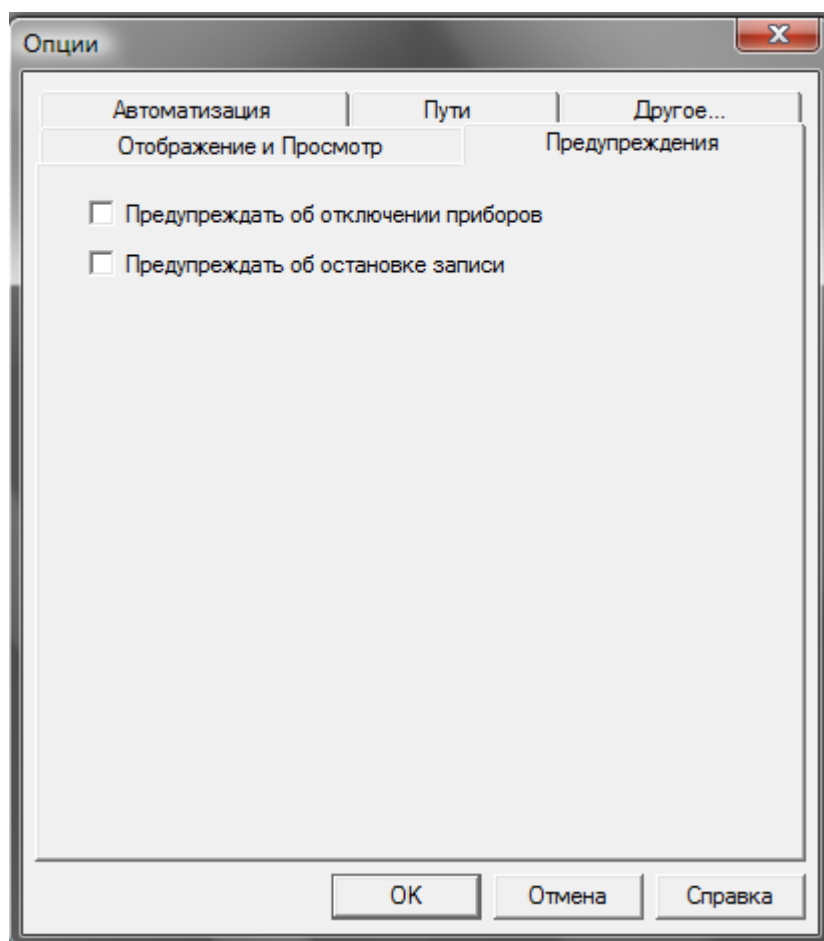 Опции
Автоматизация Пути Другое...
Отображение и Просмотр Предупреждения
Предупреждать об отключении приборов
Предупреждать об остановке записи
OK Отмена Справка